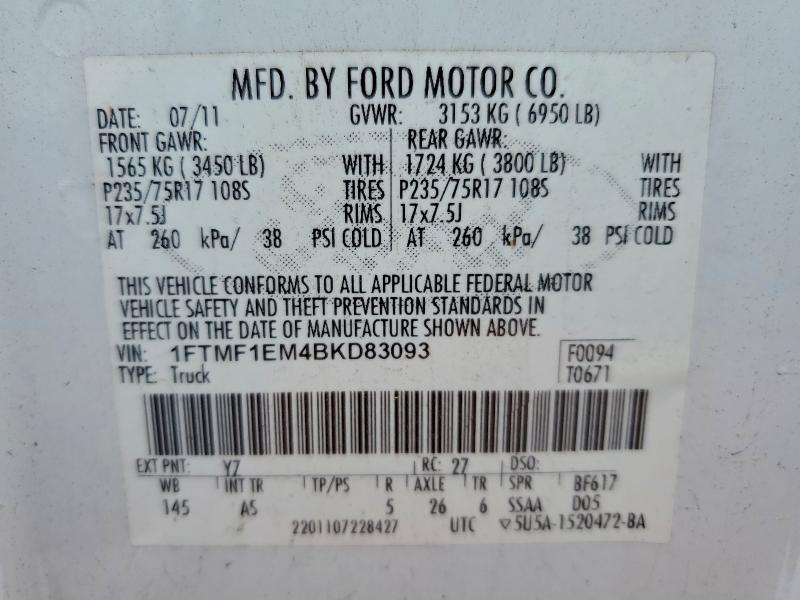 MFD. BY FORD MOTOR CO.
DATE: 07/11 GVWR: 3153 KG ( 6950 LB)
FRONT GAWR: REAR GAWR:
1565 KG ( 3450 LB) WITH 1724 KG ( 3800 LB) WITH
P235/75R17 108S TIRES P235/75R17 108S TIRES
17x7.5J RIMS 17x7.5J RIMS
AT 260 kPa/ 38 PSI COLD AT 260 kPa/ 38 PSI COLD
THIS VEHICLE CONFORMS TO ALL APPLICABLE FEDERAL MOTOR
VEHICLE SAFETY AND THEFT PREVENTION STANDARDS IN
EFFECT ON THE DATE OF MANUFACTURE SHOWN ABOVE.
VIN: 1FTMF1EM4BKD83093 F0094
TYPE: Truck T0671
EXT PNT: YZ RC: 27 DSO:
WB INT TR TP/PS R AXLE TR SPR BF617
145 AS 5 26 6 SSAA D05
2201107228427 UTC ▽5U5A-1520472-BA